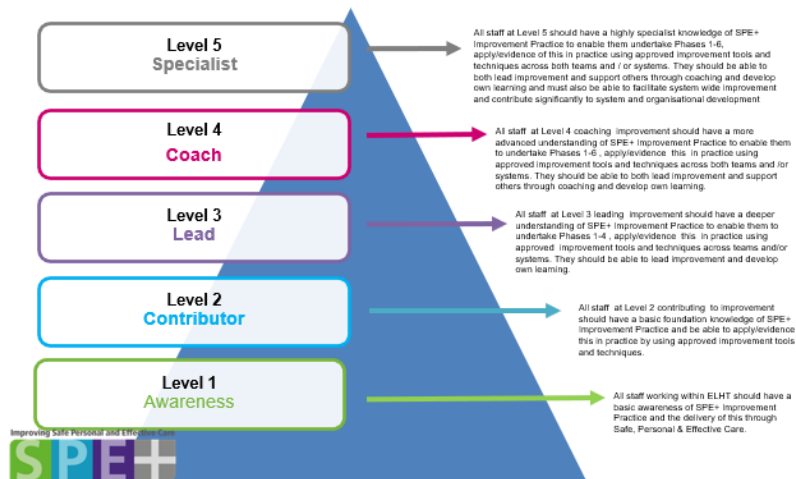 Level 5
Specialist
All staff at Level 5 should have a highly specialist knowledge of SPE+
Improvement Practice to enable them undertake Phases 1-6,
apply/evidence of this in practice using approved improvement tools and
techniques across both teams and / or systems. They should be able to
both lead improvement and support others through coaching and develop
own learning and must also be able to facilitate system wide improvement
and contribute significantly to system and organisational development
Level 4
Coach
All staff at Level 4 coaching improvement should have a more
advanced understanding of SPE+ Improvement Practice to enable them
to undertake Phases 1-6 , apply/evidence this in practice using
approved improvement tools and techniques across both teams and /or
systems. They should be able to both lead improvement and support
others through coaching and develop own learning.
Level 3
Lead
All staff at Level 3 leading improvement should have a deeper
understanding of SPE+ Improvement Practice to enable them to
undertake Phases 1-4 , apply/evidence this in practice using
approved improvement tools and techniques across teams and/or
systems. They should be able to lead improvement and develop
own learning.
Level 2
Contributor
All staff at Level 2 contributing to improvement
should have a basic foundation knowledge of SPE+
Improvement Practice and be able to apply/evidence
this in practice by using approved improvement tools
and techniques.
Level 1
Awareness
All staff working within ELHT should have a
basic awareness of SPE+ Improvement
Practice and the delivery of this through
Safe, Personal & Effective Care.
Improving Safe Personal and Effective Care
SPE+